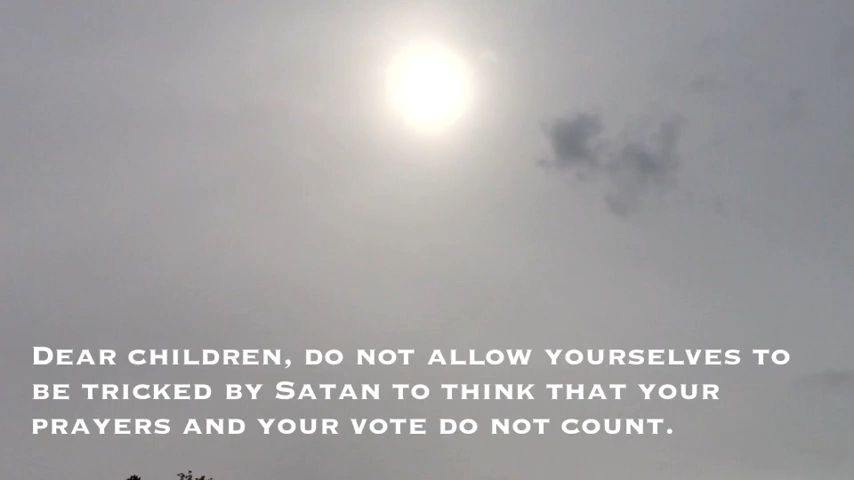 Dear children, do not allow yourselves to
be tricked by Satan to think that your
prayers and your vote do not count.